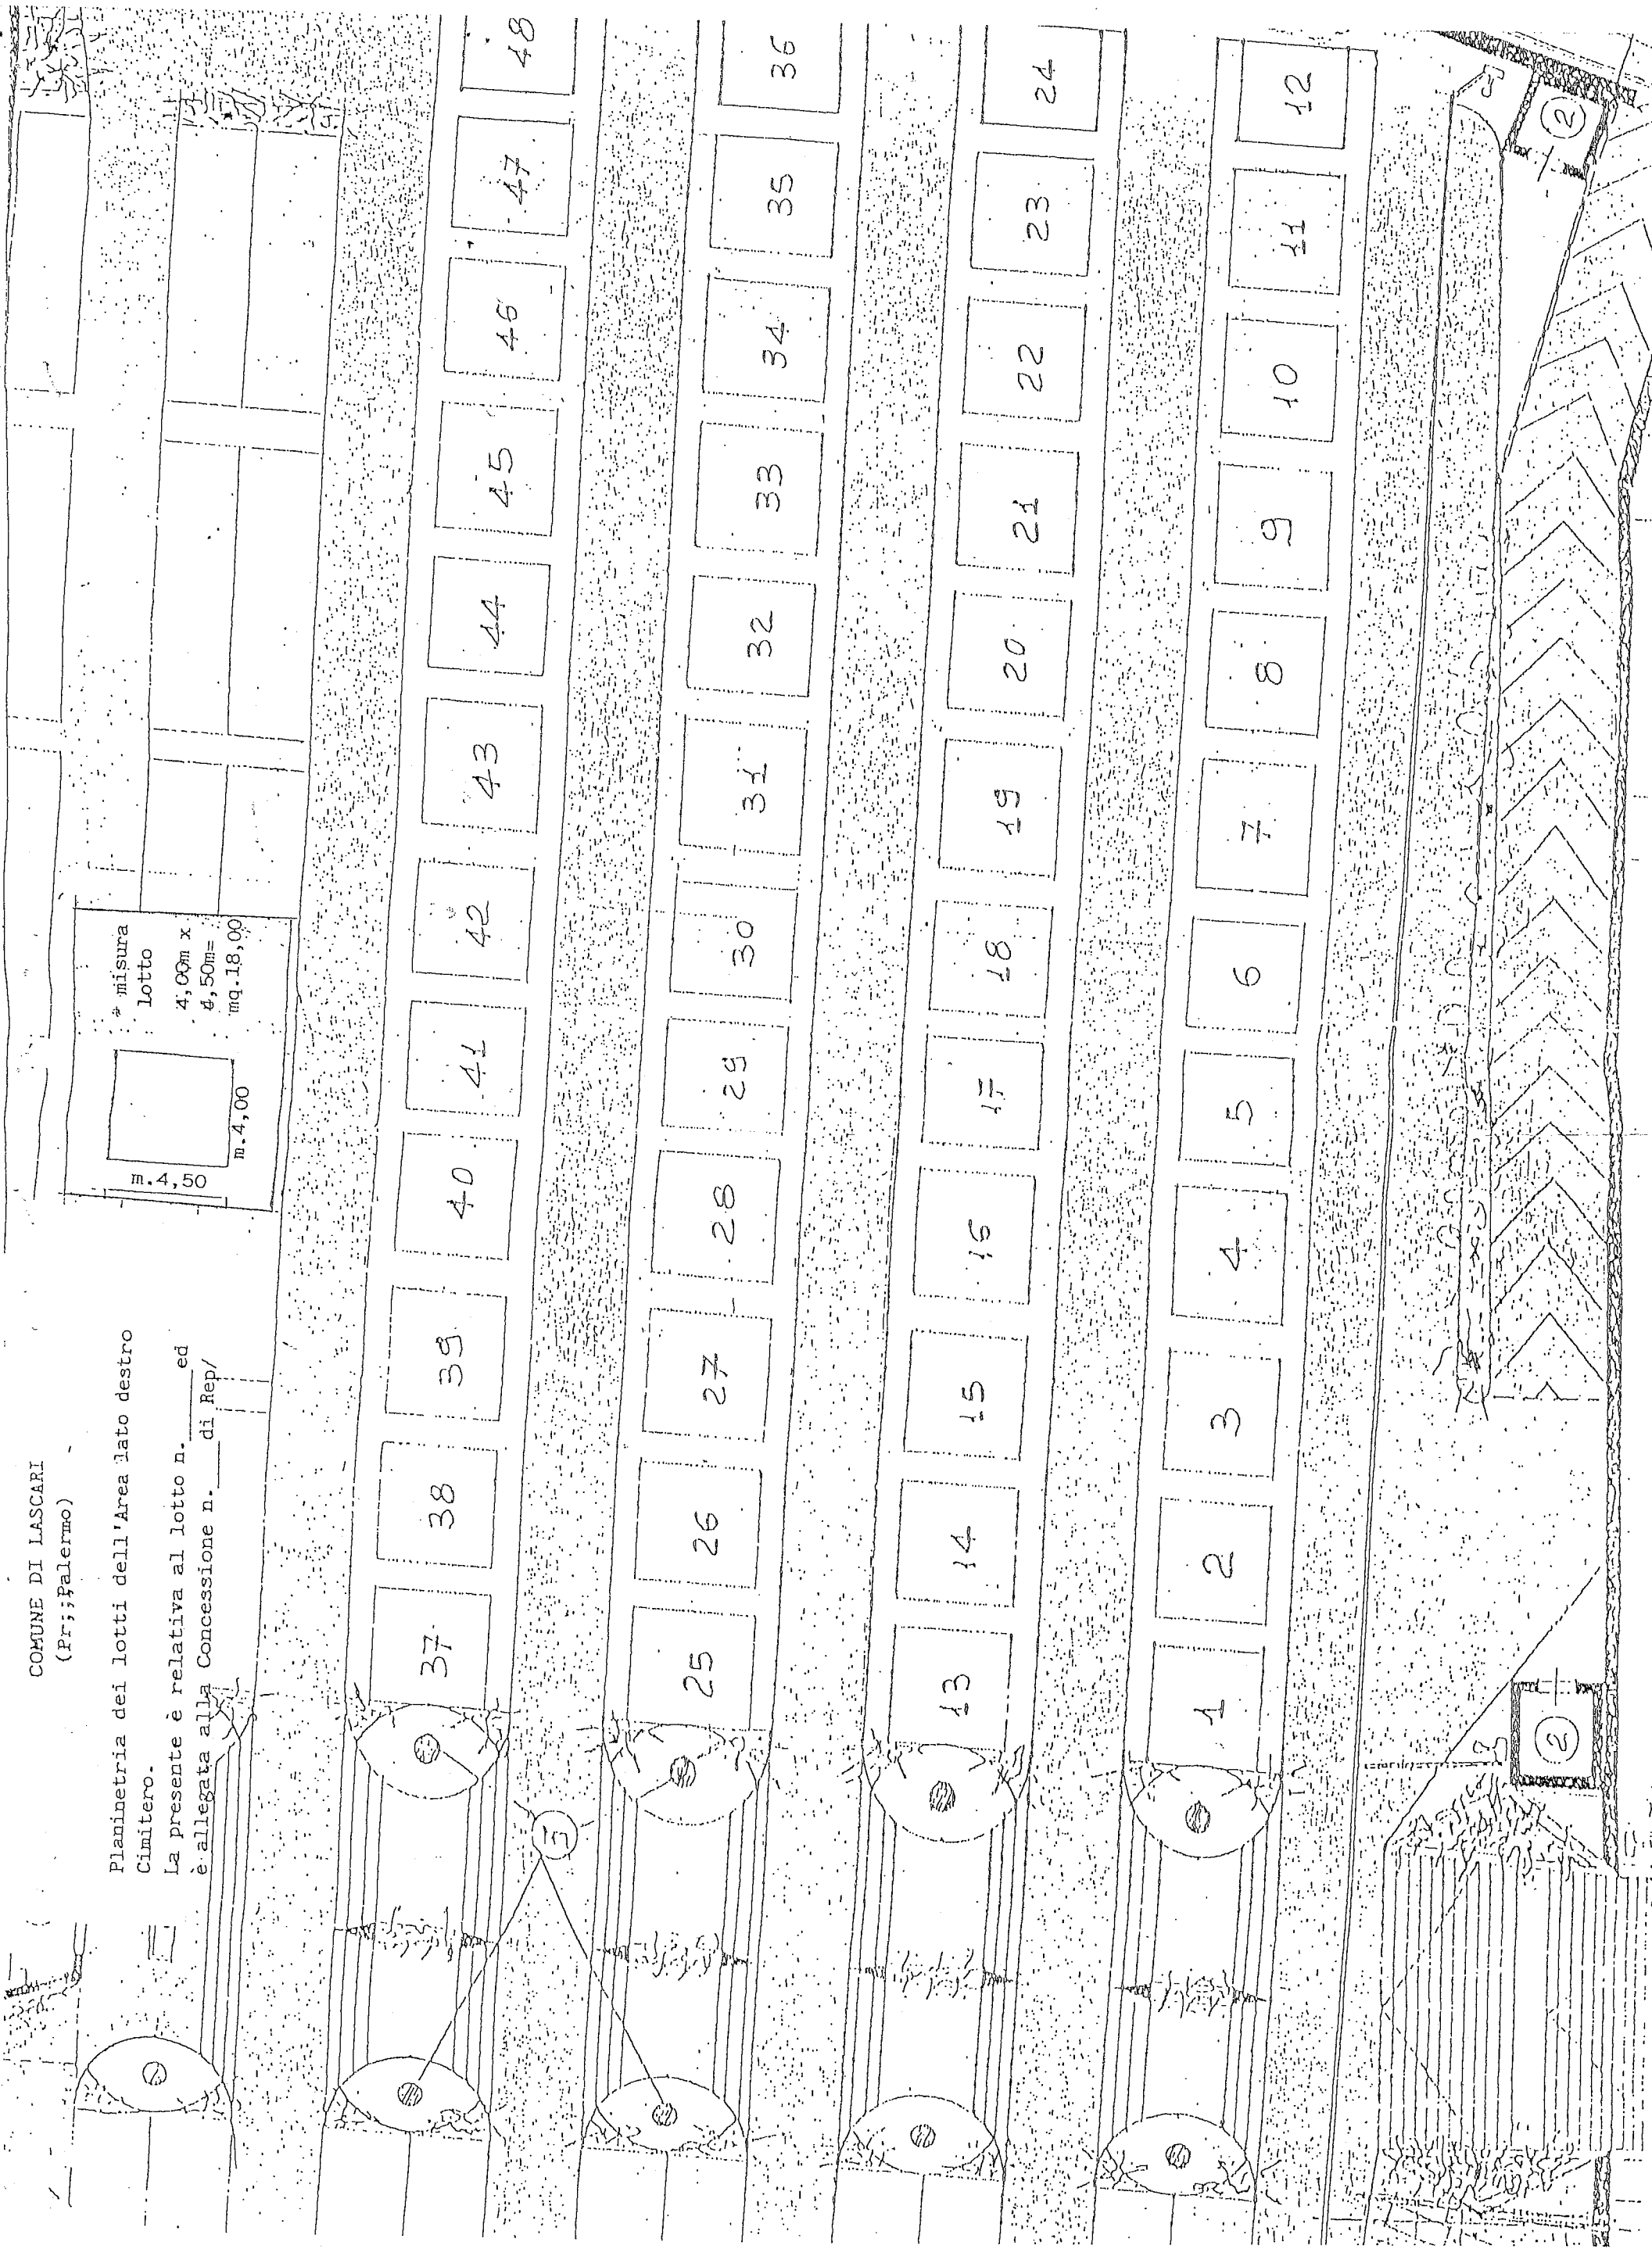 COMUNE DI LASCARI
(Pr;;;Palermo)
Planinetria dei lotti dell'Area lato destro
Cimitero.
La presente è relativa al lotto n.____ ed
è allegata alla Concessione n.____ di Rep/
m.4,50
m.4,00
* misura
lotto
4,00m x
4,50m=
mq.18,00
37 38 39 40 41 42 43 44 45 46 47 48
25 26 27 28 29 30 31 32 33 34 35 36
13 14 15 16 17 18 19 20 21 22 23 24
1 2 3 4 5 6 7 8 9 10 11 12
3
2
2